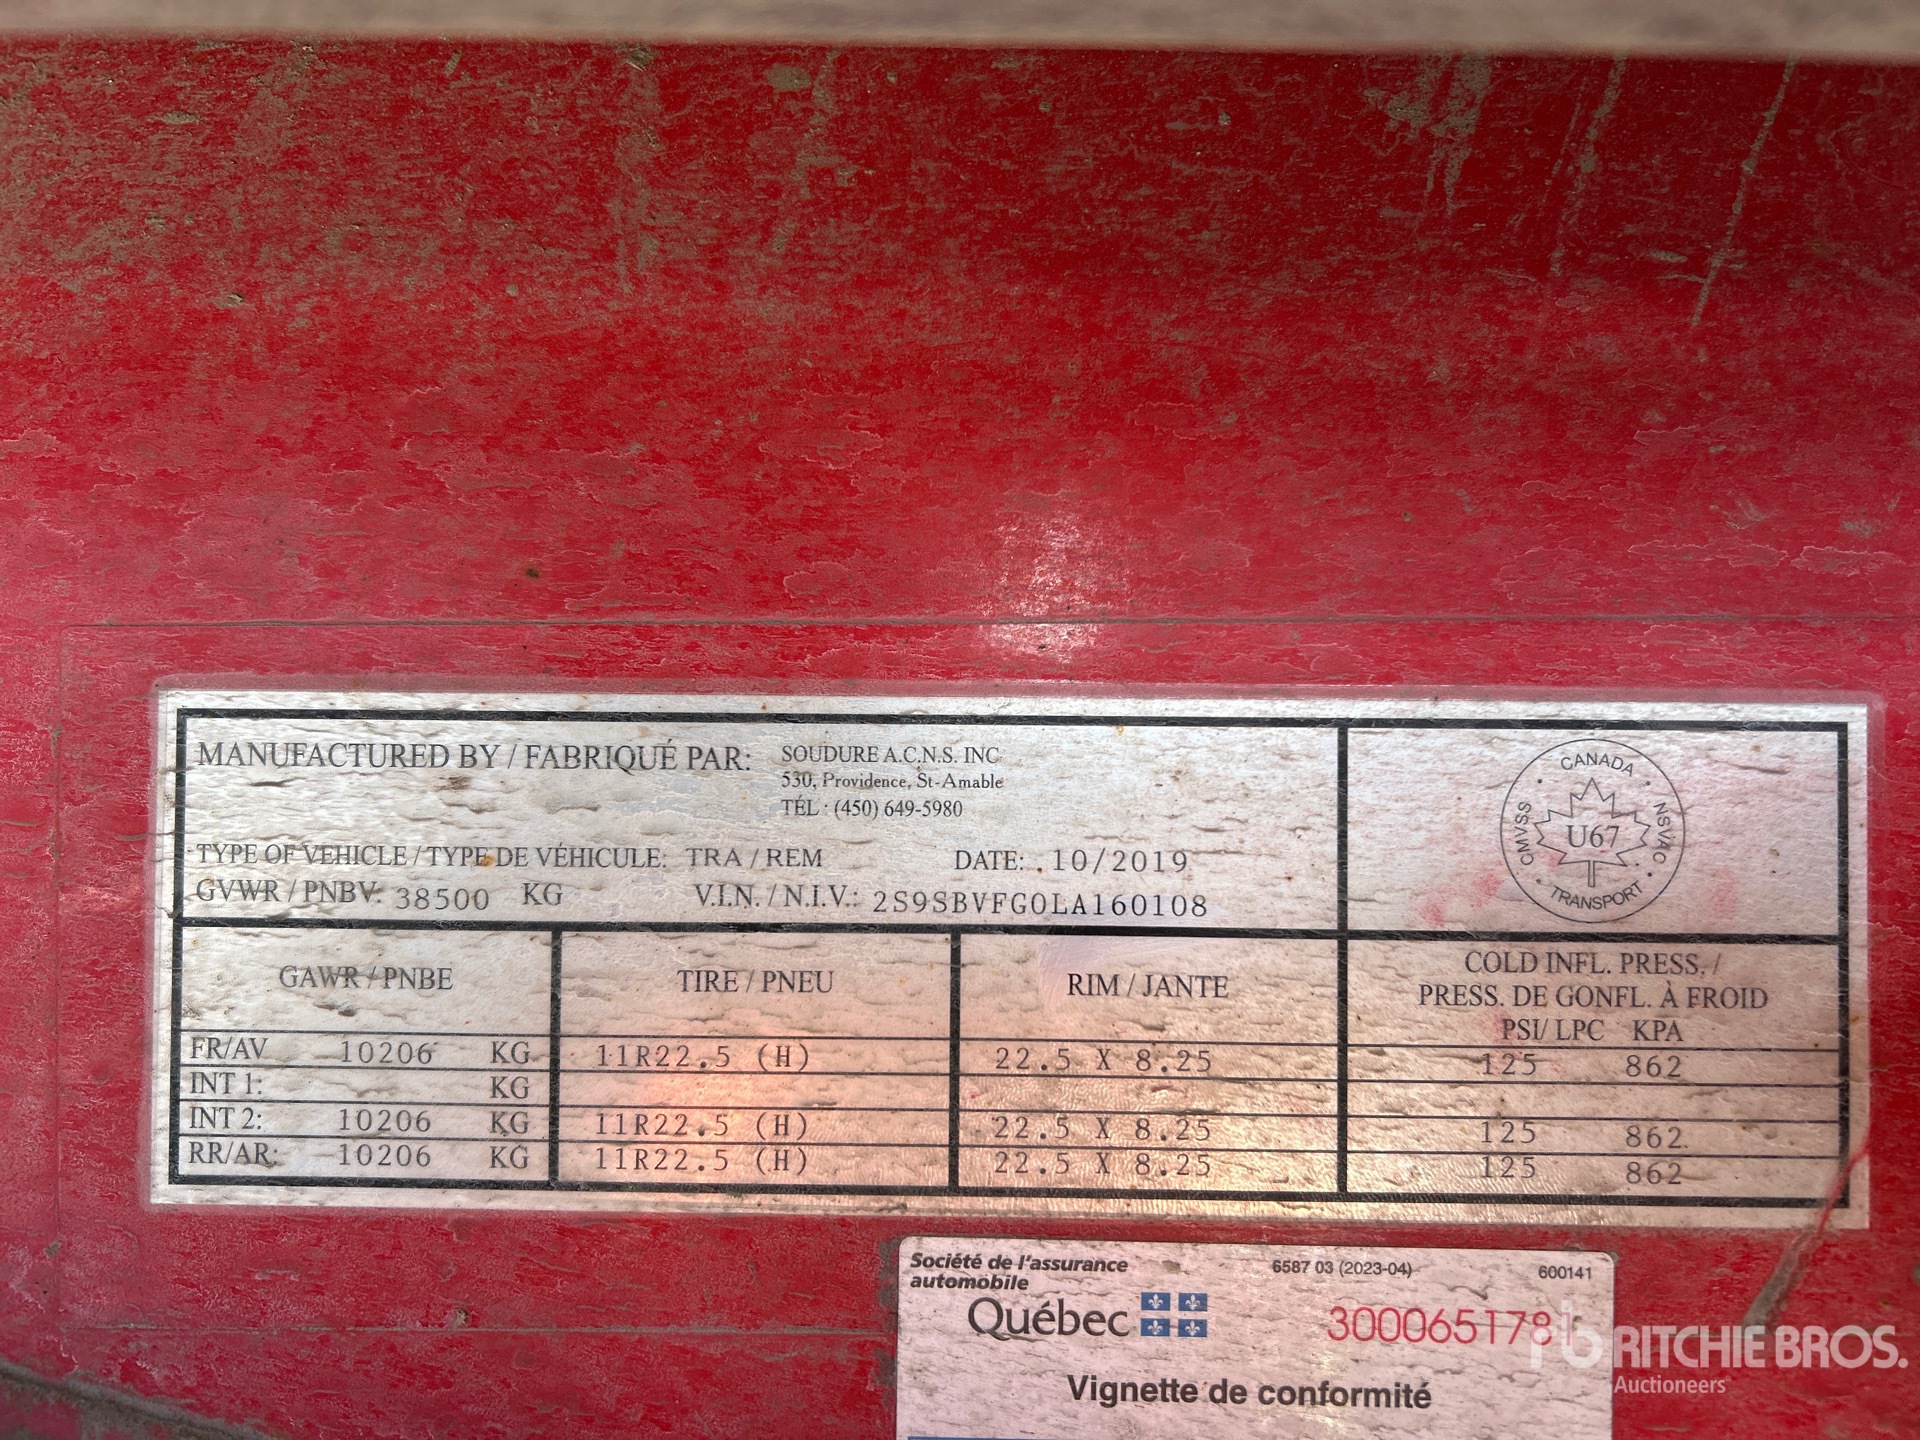 MANUFACTURED BY / FABRIQUÉ PAR: SOUDURE A.C.N.S. INC
530, Providence, St-Amable
TÉL : (450) 649-5980
TYPE OF VEHICLE / TYPE DE VÉHICULE: TRA / REM DATE: 10/2019
GVWR / PNBV: 38500 KG V.I.N. / N.I.V.: 2S9SBVFG0LA160108
CANADA
CMVSS NSVAC
U67
TRANSPORT
GAWR / PNBE TIRE / PNEU RIM / JANTE COLD INFL. PRESS. /
PRESS. DE GONFL. À FROID
PSI/ LPC KPA
FR/AV 10206 KG 11R22.5 (H) 22.5 X 8.25 125 862
INT 1: KG
INT 2: 10206 KG 11R22.5 (H) 22.5 X 8.25 125 862
RR/AR: 10206 KG 11R22.5 (H) 22.5 X 8.25 125 862
Société de l'assurance 6587 03 (2023-04) 600141
automobile
Québec 300065178
Vignette de conformité
rb RITCHIE BROS.
Auctioneers